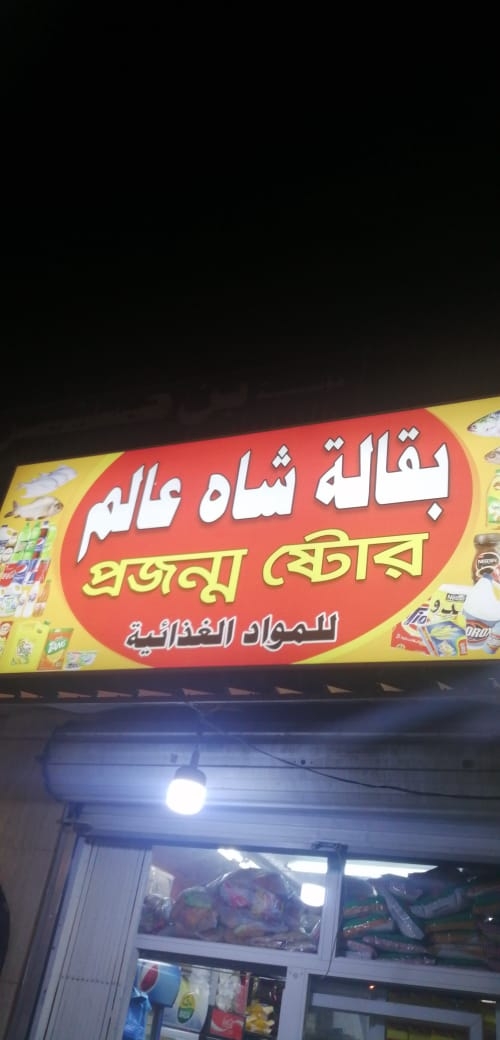 بقالة شاه عالم
প্রজন্ম ষ্টোর
للمواد الغذائية